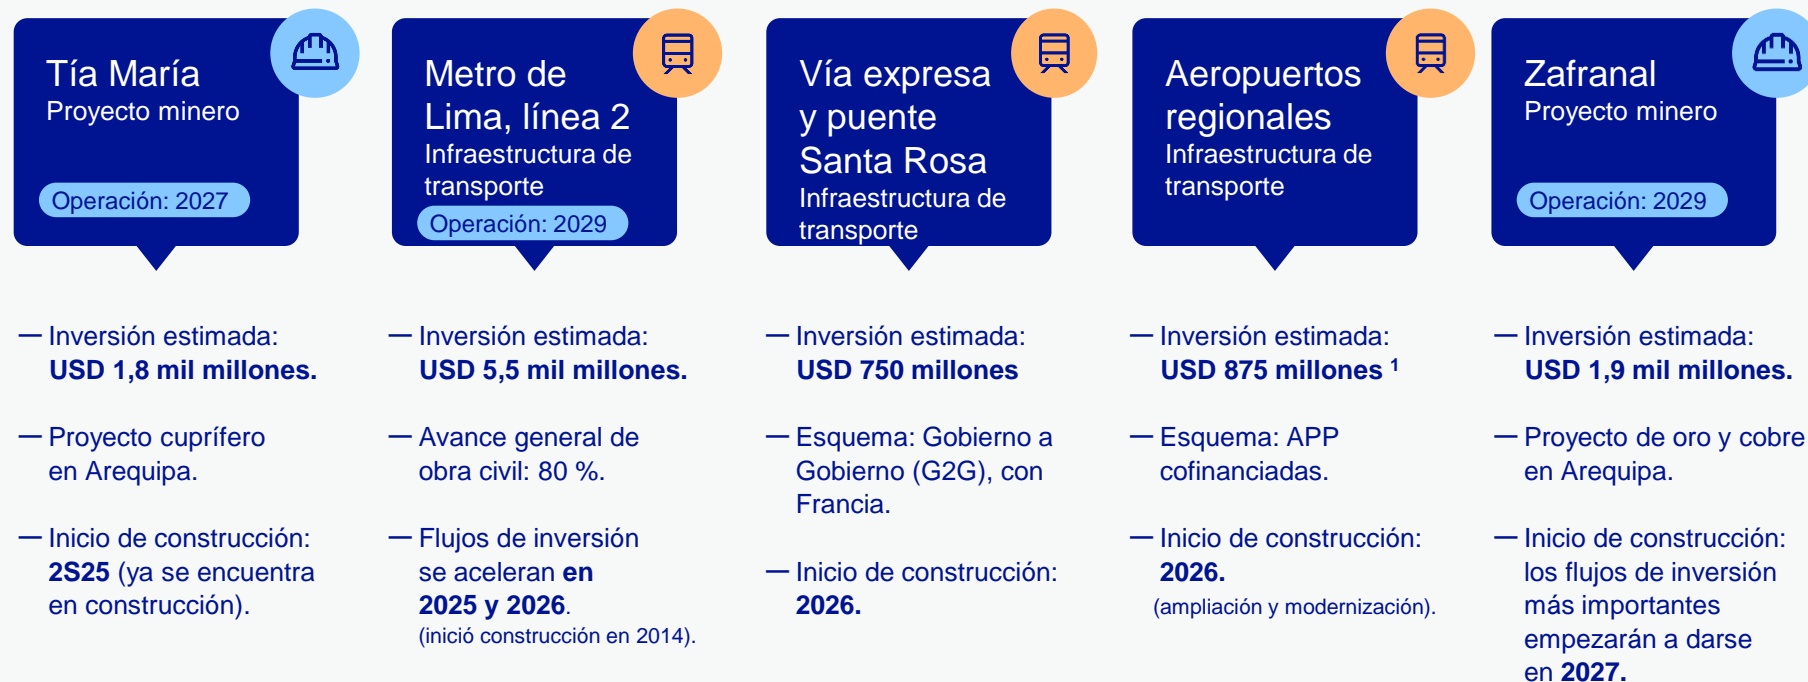 Tía María
Proyecto minero
Operación: 2027
— Inversión estimada:
USD 1,8 mil millones.
— Proyecto cuprífero
en Arequipa.
— Inicio de construcción:
2S25 (ya se encuentra
en construcción).
Metro de
Lima, línea 2
Infraestructura de
transporte
Operación: 2029
— Inversión estimada:
USD 5,5 mil millones.
— Avance general de
obra civil: 80 %.
— Flujos de inversión
se aceleran en
2025 y 2026.
(inició construcción en 2014).
Vía expresa
y puente
Santa Rosa
Infraestructura de
transporte
— Inversión estimada:
USD 750 millones
— Esquema: Gobierno a
Gobierno (G2G), con
Francia.
— Inicio de construcción:
2026.
Aeropuertos
regionales
Infraestructura de
transporte
— Inversión estimada:
USD 875 millones ¹
— Esquema: APP
cofinanciadas.
— Inicio de construcción:
2026.
(ampliación y modernización).
Zafranal
Proyecto minero
Operación: 2029
— Inversión estimada:
USD 1,9 mil millones.
— Proyecto de oro y cobre
en Arequipa.
— Inicio de construcción:
los flujos de inversión
más importantes
empezarán a darse
en 2027.